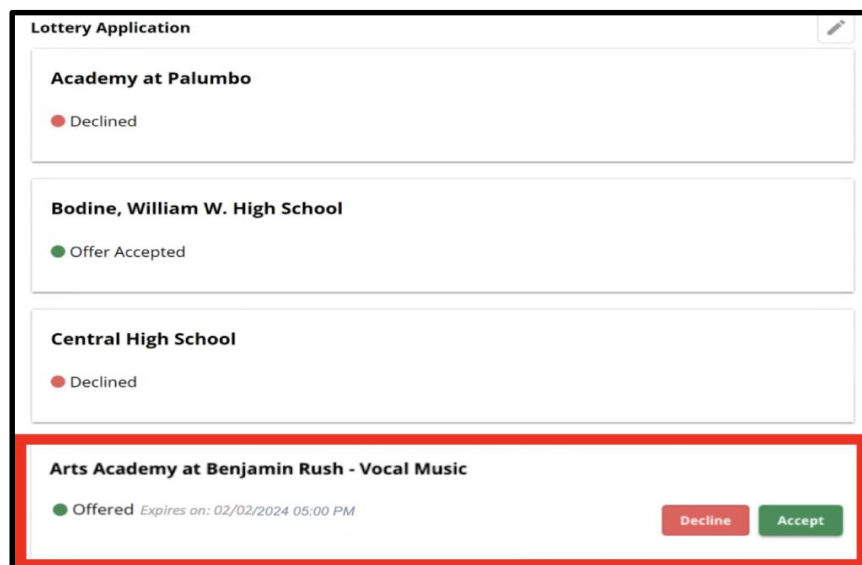 Lottery Application
Academy at Palumbo
Declined
Bodine, William W. High School
Offer Accepted
Central High School
Declined
Arts Academy at Benjamin Rush - Vocal Music
Offered Expires on: 02/02/2024 05:00 PM
Decline Accept